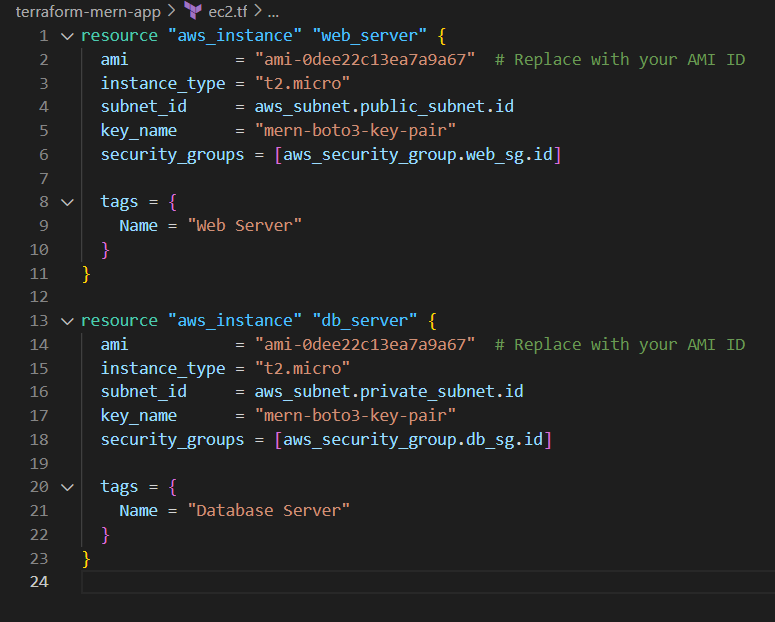 terraform-mern-app > ec2.tf > ...
1 resource "aws_instance" "web_server" {
2   ami           = "ami-0dee22c13ea7a9a67"  # Replace with your AMI ID
3   instance_type = "t2.micro"
4   subnet_id     = aws_subnet.public_subnet.id
5   key_name      = "mern-boto3-key-pair"
6   security_groups = [aws_security_group.web_sg.id]
7
8   tags = {
9     Name = "Web Server"
10   }
11 }
12
13 resource "aws_instance" "db_server" {
14   ami           = "ami-0dee22c13ea7a9a67"  # Replace with your AMI ID
15   instance_type = "t2.micro"
16   subnet_id     = aws_subnet.private_subnet.id
17   key_name      = "mern-boto3-key-pair"
18   security_groups = [aws_security_group.db_sg.id]
19
20   tags = {
21     Name = "Database Server"
22   }
23 }
24